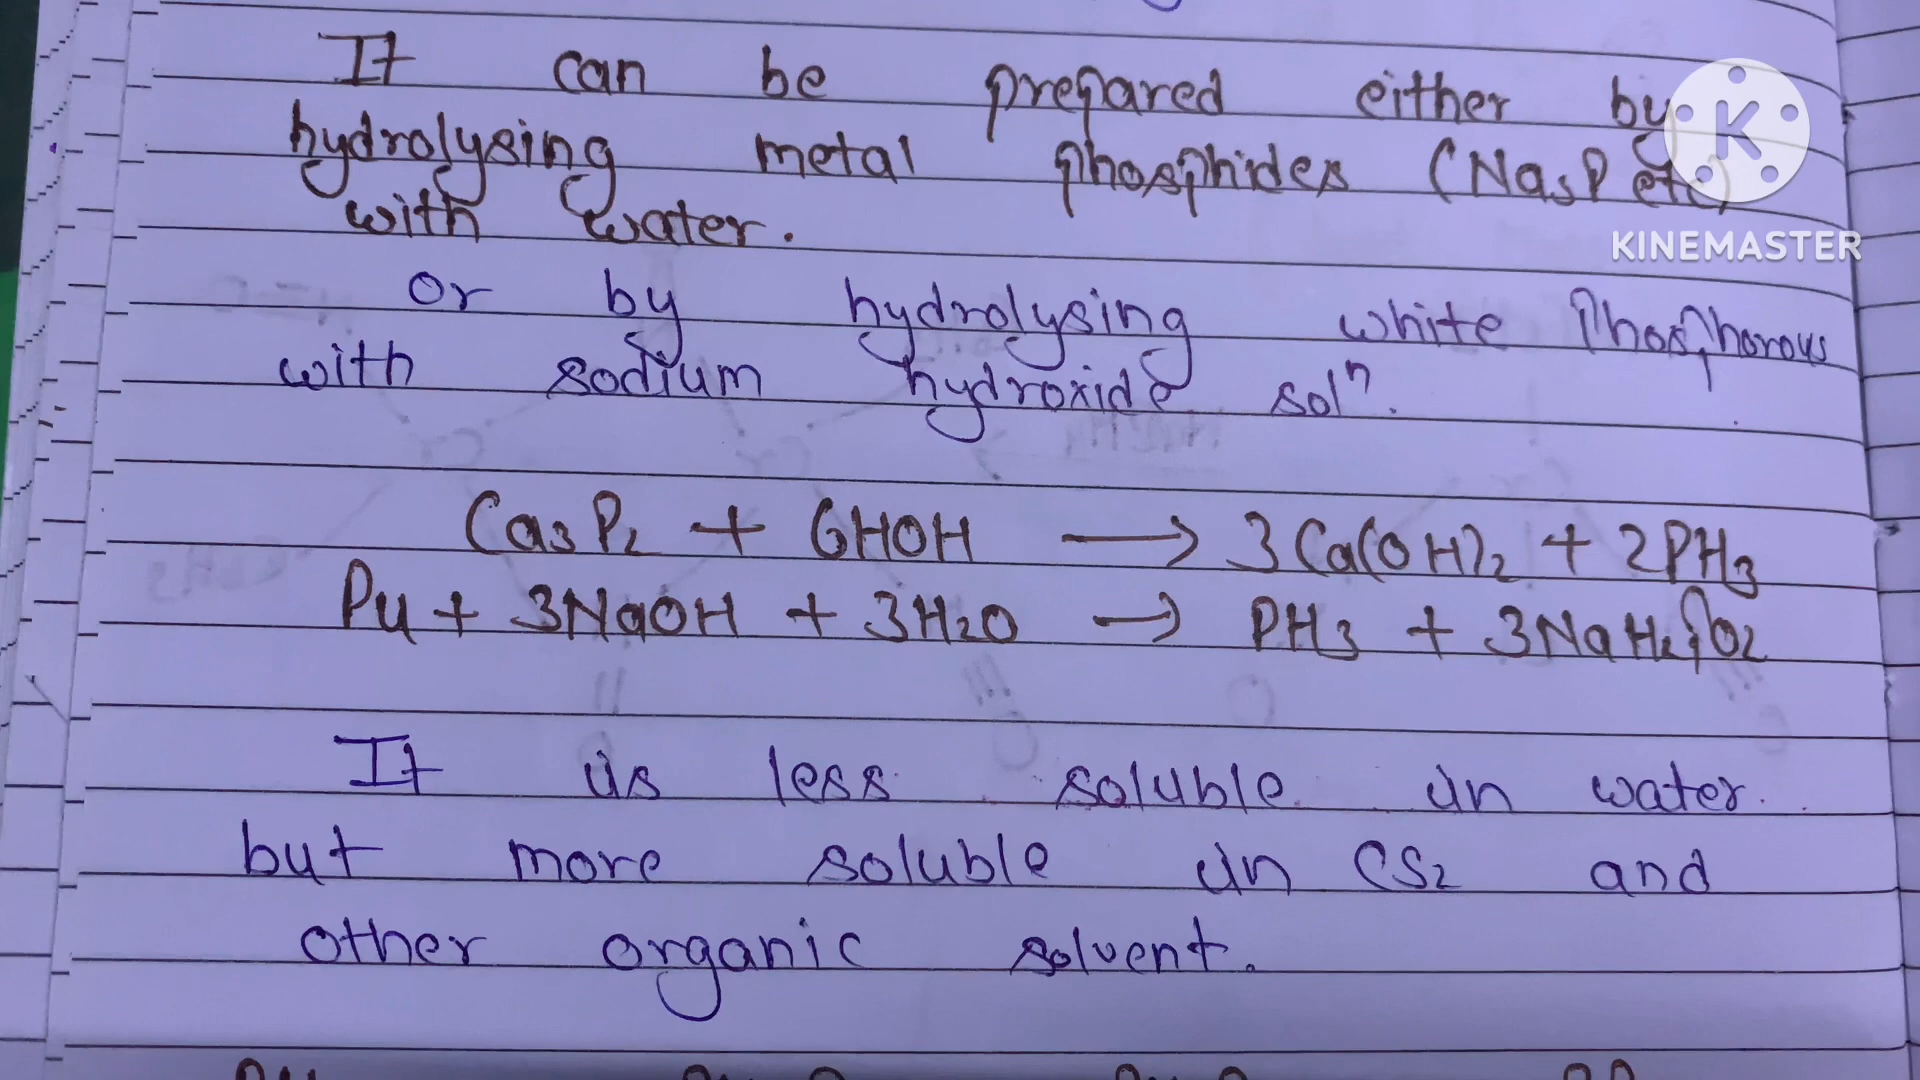 It can be prepared either by
hydrolysing metal phosphides (Na3P etc)
with water.
KINEMASTER
or by hydrolysing white Phosphorous
with sodium hydroxide solⁿ.
Ca3P2 + 6HOH → 3Ca(OH)2 + 2PH3
P4 + 3NaOH + 3H2O → PH3 + 3NaH2PO2
It is less soluble in water
but more soluble in CS2 and
other organic solvent.